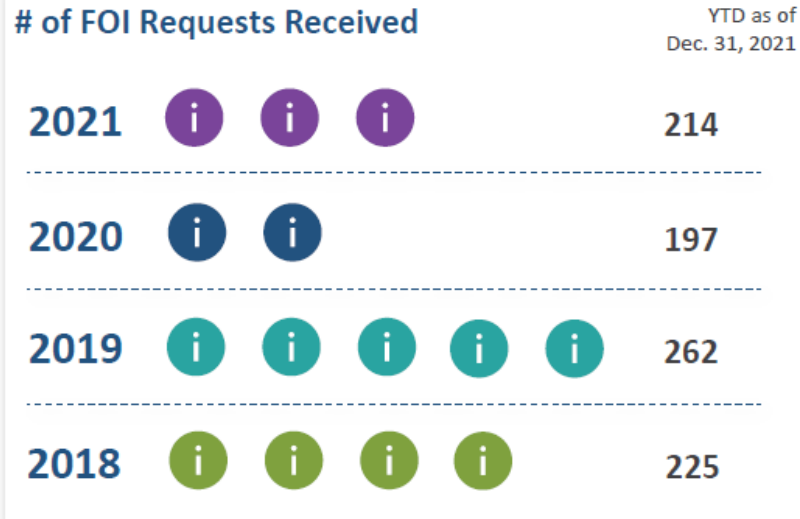 # of FOI Requests Received
YTD as of
Dec. 31, 2021
2021 i i i 214
2020 i i 197
2019 i i i i i 262
2018 i i i i 225